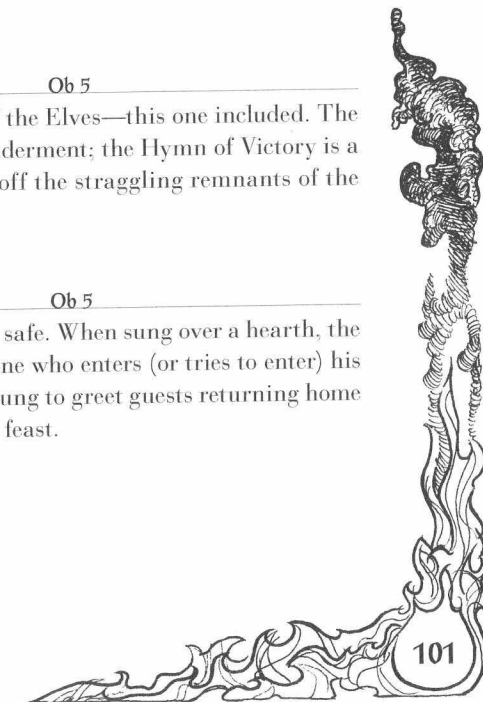 Ob 5
the Elves—this one included. The
derment; the Hymn of Victory is a
off the straggling remnants of the
Ob 5
safe. When sung over a hearth, the
ne who enters (or tries to enter) his
ung to greet guests returning home
feast.
101